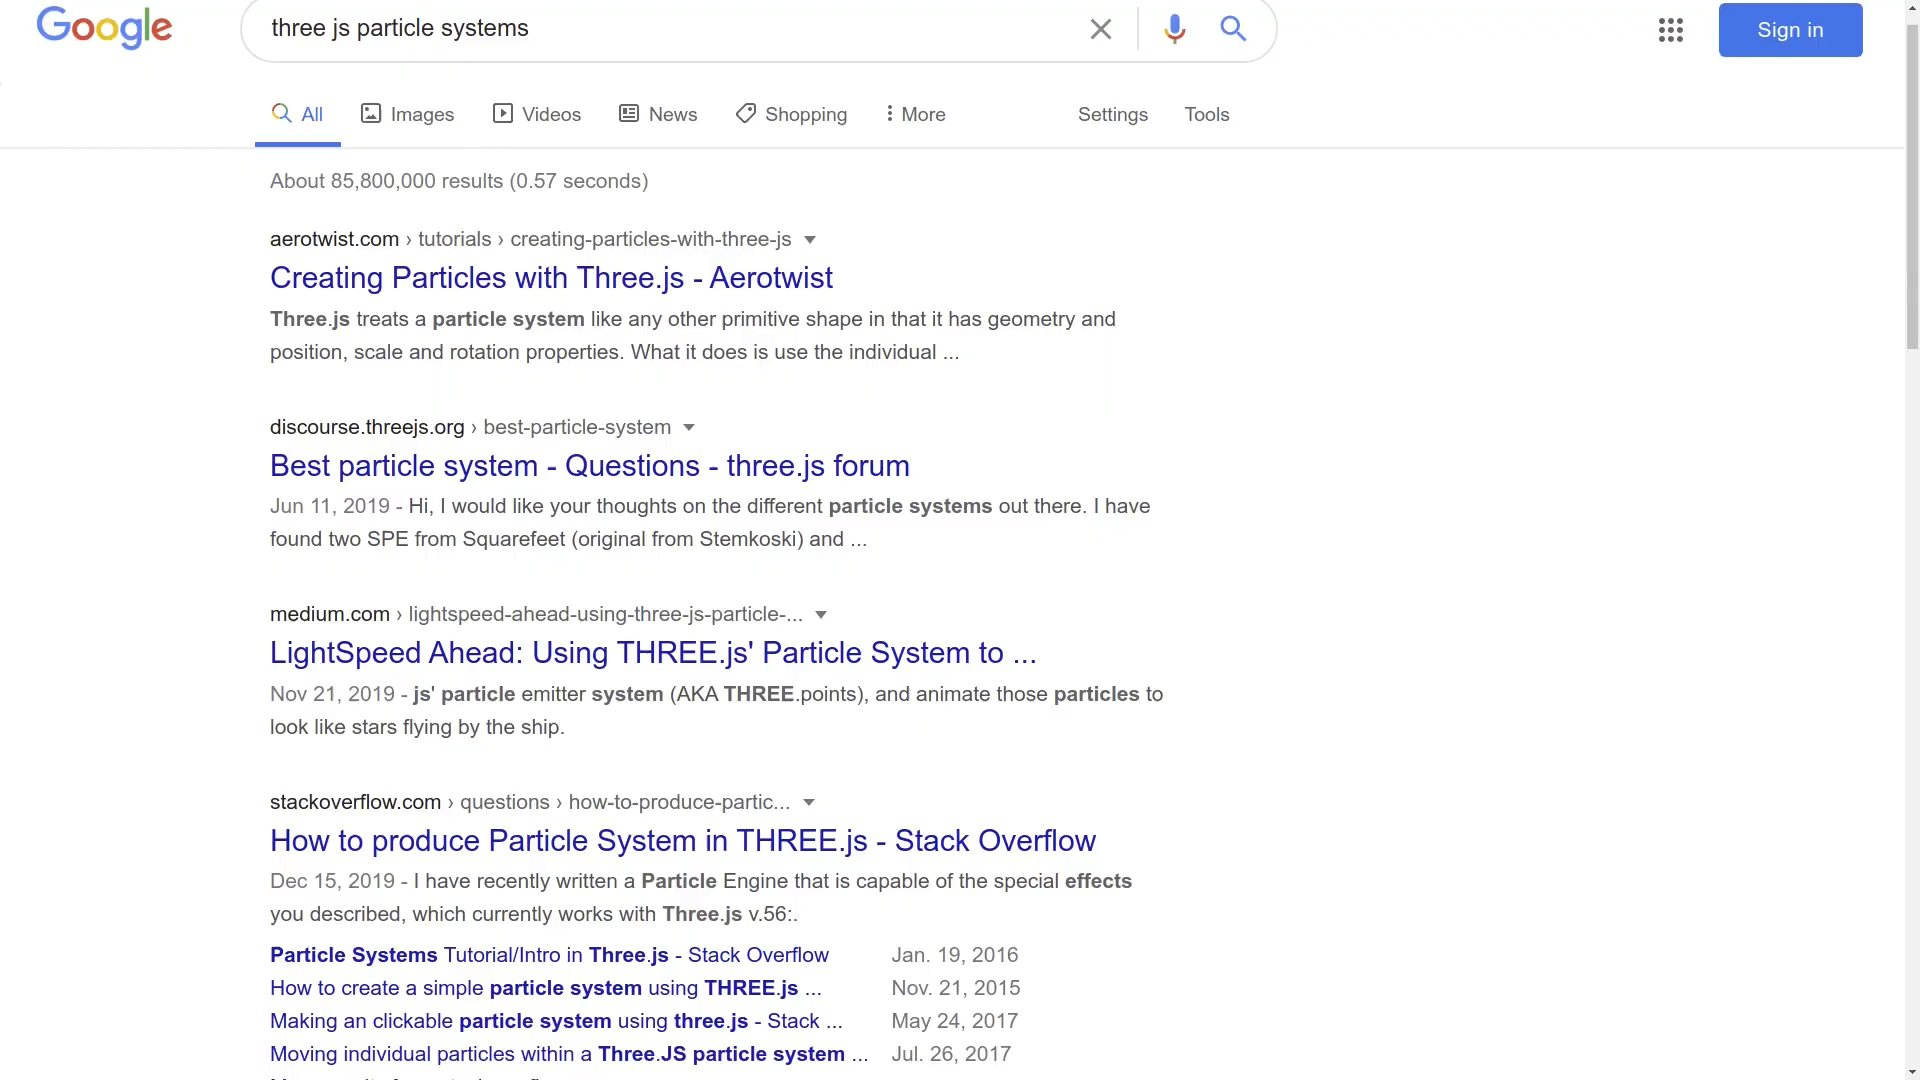 Google
three js particle systems
Sign in
All Images Videos News Shopping More Settings Tools
About 85,800,000 results (0.57 seconds)
aerotwist.com › tutorials › creating-particles-with-three-js
Creating Particles with Three.js - Aerotwist
Three.js treats a particle system like any other primitive shape in that it has geometry and
position, scale and rotation properties. What it does is use the individual ...
discourse.threejs.org › best-particle-system
Best particle system - Questions - three.js forum
Jun 11, 2019 - Hi, I would like your thoughts on the different particle systems out there. I have
found two SPE from Squarefeet (original from Stemkoski) and ...
medium.com › lightspeed-ahead-using-three-js-particle-...
LightSpeed Ahead: Using THREE.js' Particle System to ...
Nov 21, 2019 - js' particle emitter system (AKA THREE.points), and animate those particles to
look like stars flying by the ship.
stackoverflow.com › questions › how-to-produce-partic...
How to produce Particle System in THREE.js - Stack Overflow
Dec 15, 2019 - I have recently written a Particle Engine that is capable of the special effects
you described, which currently works with Three.js v.56:.
Particle Systems Tutorial/Intro in Three.js - Stack Overflow Jan. 19, 2016
How to create a simple particle system using THREE.js ... Nov. 21, 2015
Making an clickable particle system using three.js - Stack ... May 24, 2017
Moving individual particles within a Three.JS particle system ... Jul. 26, 2017